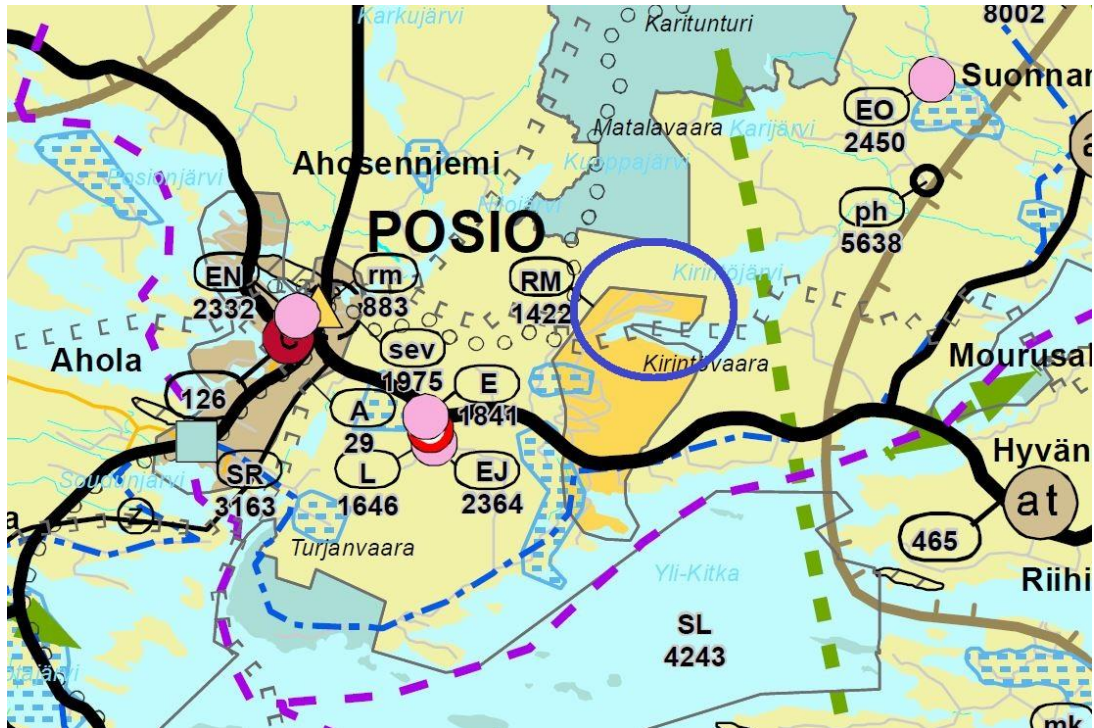 Karkujärvi
Karitunturi
8002
Suonnan
EO
2450
Matalavaara
Karijärvi
Kuoppajärvi
Ahosenniemi
Posionjärvi
POSIO
ph
5638
EN
2332
rm
883
RM
1422
Kirintöjärvi
Ahola
sev
1975
E
1841
Kirintövaara
Mourusal
126
A
29
L
1646
EJ
2364
SR
3163
Hyvän
at
465
Turjanvaara
Yli-Kitka
Riihi
SL
4243
mk